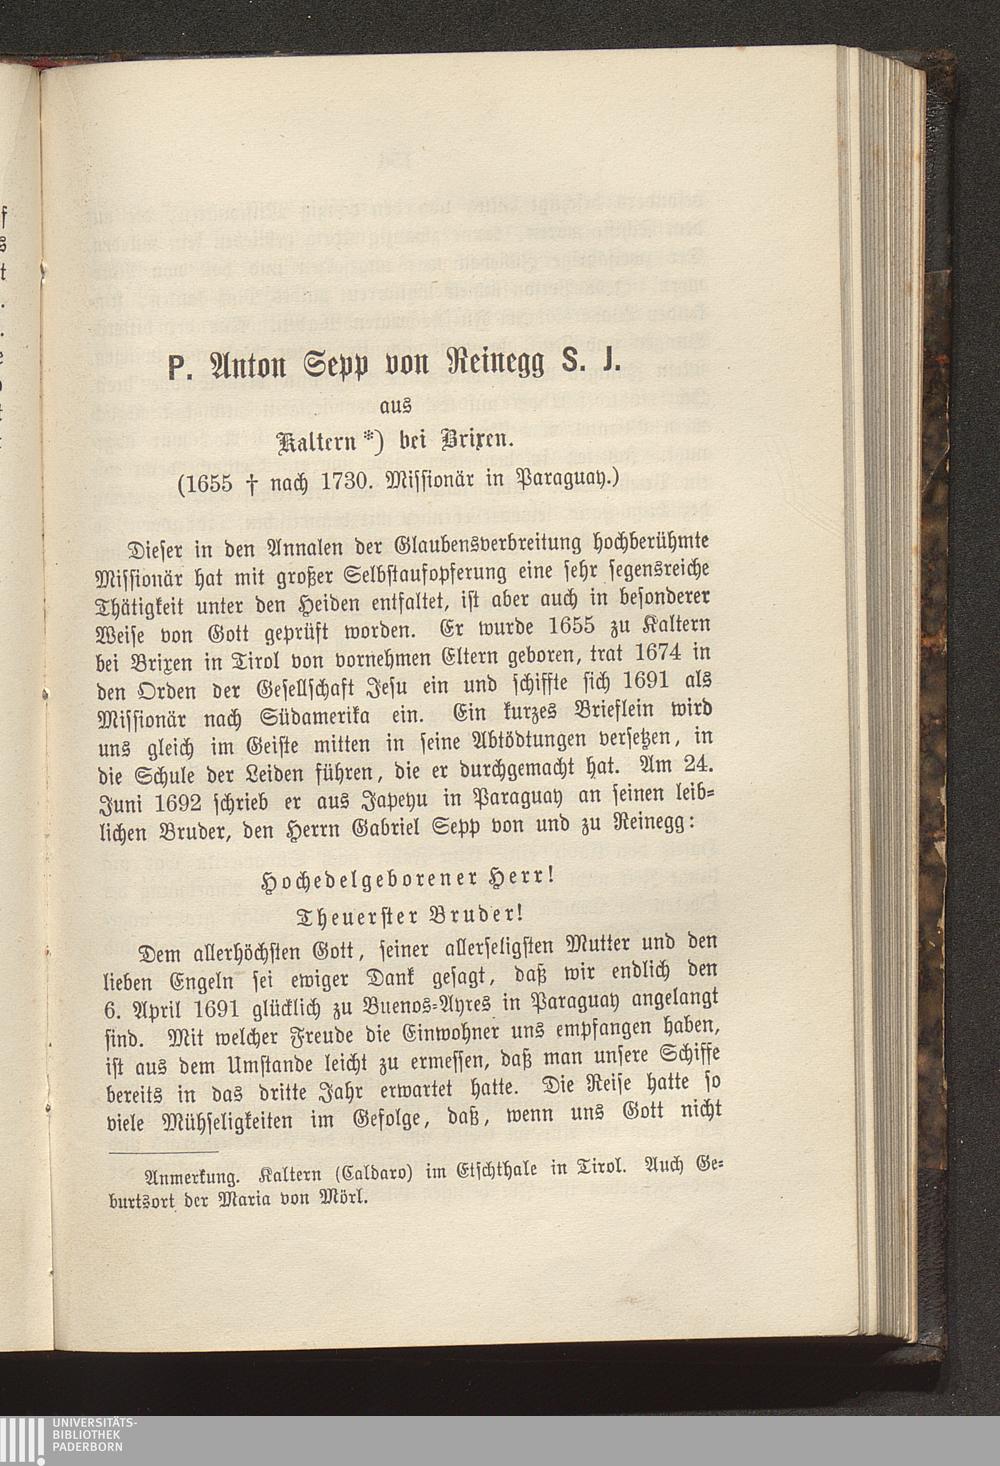 P. Anton Sepp von Reinegg S. J.
aus
Kaltern *) bei Brixen.
(1655 † nach 1730. Missionär in Paraguay.)
Dieser in den Annalen der Glaubensverbreitung hochberühmte
Missionär hat mit großer Selbstaufopferung eine sehr segensreiche
Thätigkeit unter den Heiden entfaltet, ist aber auch in besonderer
Weise von Gott geprüft worden. Er wurde 1655 zu Kaltern
bei Brixen in Tirol von vornehmen Eltern geboren, trat 1674 in
den Orden der Gesellschaft Jesu ein und schiffte sich 1691 als
Missionär nach Südamerika ein. Ein kurzes Brieflein wird
uns gleich im Geiste mitten in seine Abtödtungen versetzen, in
die Schule der Leiden führen, die er durchgemacht hat. Am 24.
Juni 1692 schrieb er aus Japeyu in Paraguay an seinen leib-
lichen Bruder, den Herrn Gabriel Sepp von und zu Reinegg:
Hochedelgeborener Herr!
Theuerster Bruder!
Dem allerhöchsten Gott, seiner allerseligsten Mutter und den
lieben Engeln sei ewiger Dank gesagt, daß wir endlich den
6. April 1691 glücklich zu Buenos-Ayres in Paraguay angelangt
sind. Mit welcher Freude die Einwohner uns empfangen haben,
ist aus dem Umstande leicht zu ermessen, daß man unsere Schiffe
bereits in das dritte Jahr erwartet hatte. Die Reise hatte so
viele Mühseligkeiten im Gefolge, daß, wenn uns Gott nicht
Anmerkung. Kaltern (Caldaro) im Etschthale in Tirol. Auch Ge-
burtsort der Maria von Mörl.
UNIVERSITÄTS-
BIBLIOTHEK
PADERBORN